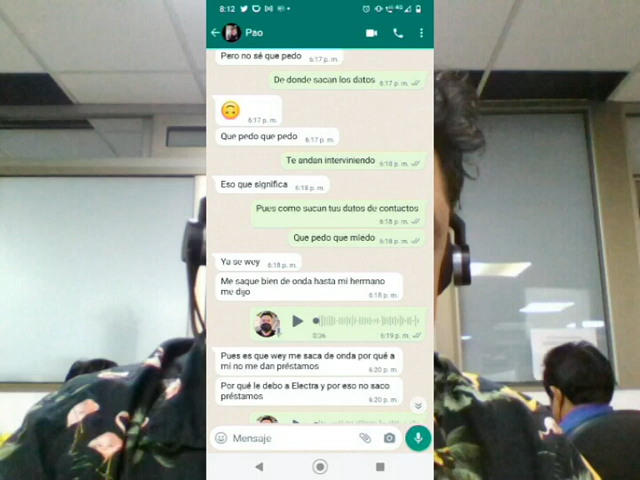 8:12
4G
Pao
Pero no sé que pedo 6:17 p. m.
De donde sacan los datos 6:17 p. m.
6:17 p. m.
Que pedo que pedo 6:17 p. m.
Te andan interviniendo 6:18 p. m.
Eso que significa 6:18 p. m.
Pues como sacan tus datos de contactos
6:18 p. m.
Que pedo que miedo 6:18 p. m.
Ya se wey 6:18 p. m.
Me saque bien de onda hasta mi hermano
me dijo 6:18 p. m.
0:36 6:19 p. m.
Pues es que wey me saca de onda por qué a
mi no me dan préstamos 6:20 p. m.
Por qué le debo a Electra y por eso no saco
préstamos 6:20 p. m.
Mensaje